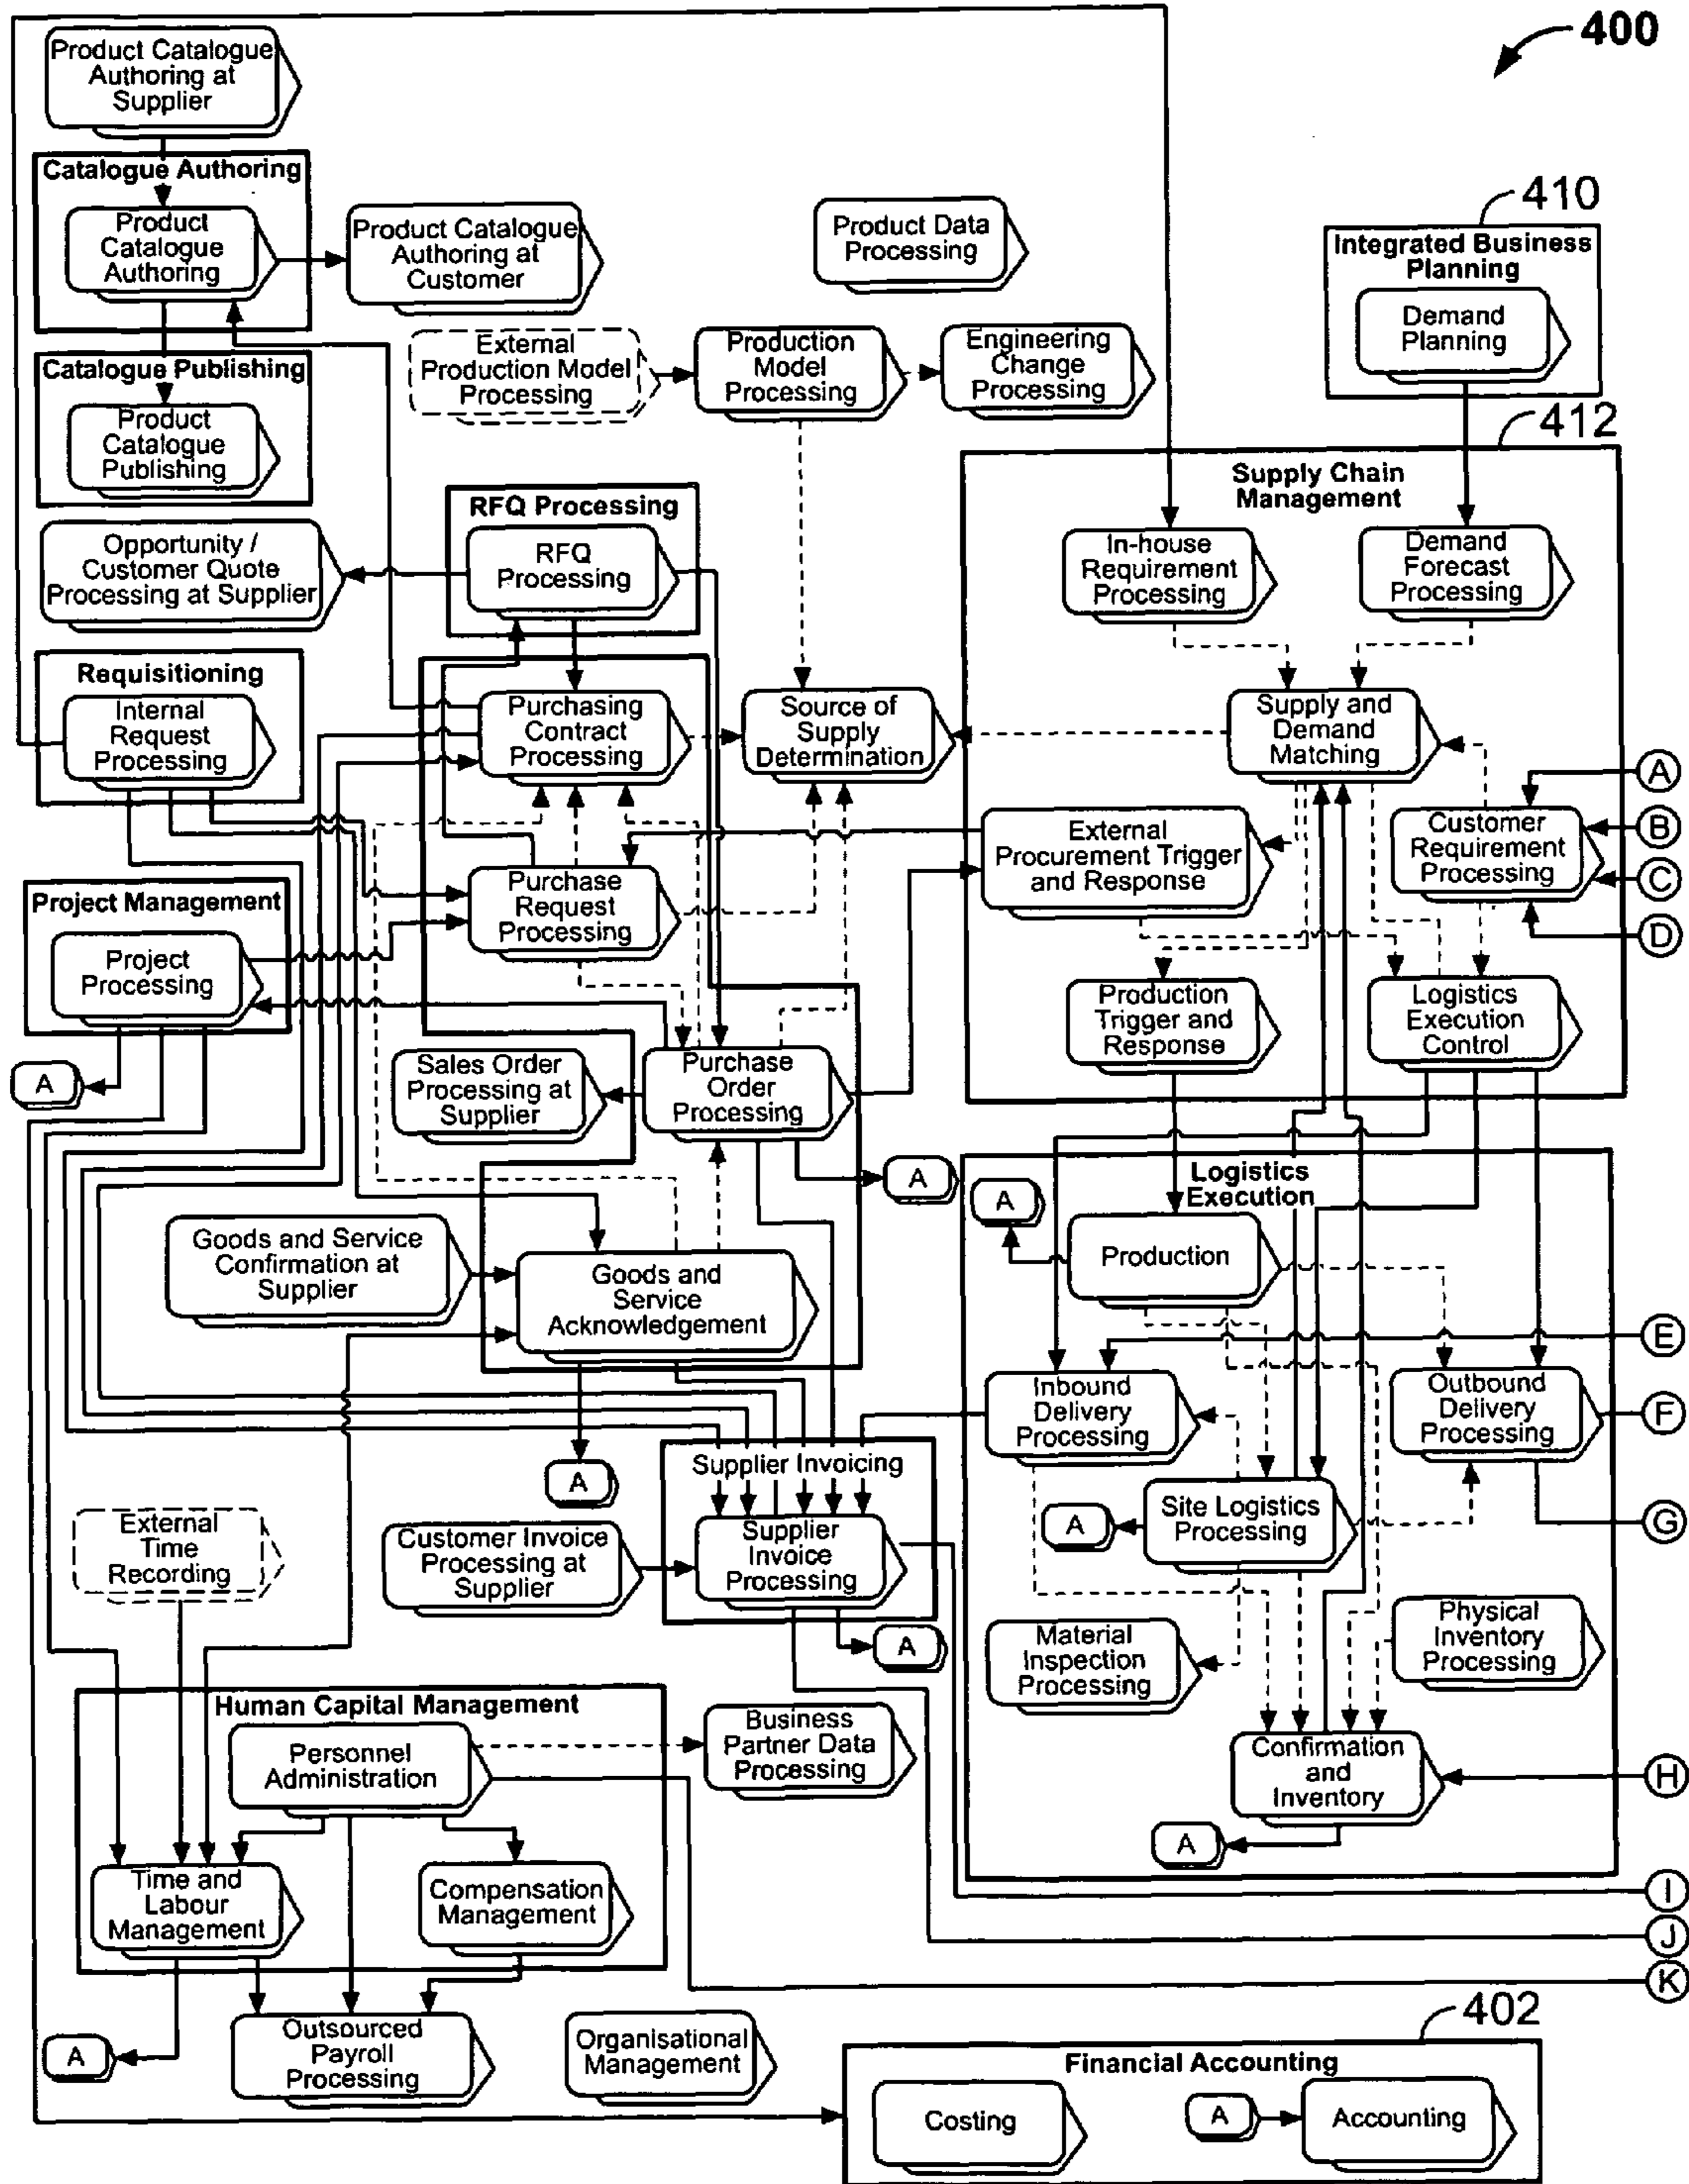 400
Product Catalogue
Authoring at
Supplier
Catalogue Authoring
Product
Catalogue
Authoring
Product Catalogue
Authoring at
Customer
Product Data
Processing
410
Integrated Business
Planning
Demand
Planning
External
Production Model
Processing
Production
Model
Processing
Engineering
Change
Processing
Catalogue Publishing
Product
Catalogue
Publishing
412
Supply Chain
Management
RFQ Processing
RFQ
Processing
Opportunity /
Customer Quote
Processing at Supplier
In-house
Requirement
Processing
Demand
Forecast
Processing
Requisitioning
Internal
Request
Processing
Purchasing
Contract
Processing
Source of
Supply
Determination
Supply and
Demand
Matching
A
B
C
D
External
Procurement Trigger
and Response
Customer
Requirement
Processing
Purchase
Request
Processing
Project Management
Project
Processing
A
Production
Trigger and
Response
Logistics
Execution
Control
Sales Order
Processing at
Supplier
Purchase
Order
Processing
A
Logistics
Execution
A
Production
Goods and Service
Confirmation at
Supplier
Goods and
Service
Acknowledgement
E
Inbound
Delivery
Processing
Outbound
Delivery
Processing
F
A
Supplier Invoicing
Supplier
Invoice
Processing
A
Site Logistics
Processing
G
External
Time
Recording
Customer Invoice
Processing at
Supplier
A
Material
Inspection
Processing
Physical
Inventory
Processing
Human Capital Management
Personnel
Administration
Business
Partner Data
Processing
Confirmation
and
Inventory
H
A
Time and
Labour
Management
Compensation
Management
I
J
K
A
Outsourced
Payroll
Processing
Organisational
Management
402
Financial Accounting
Costing
A
Accounting